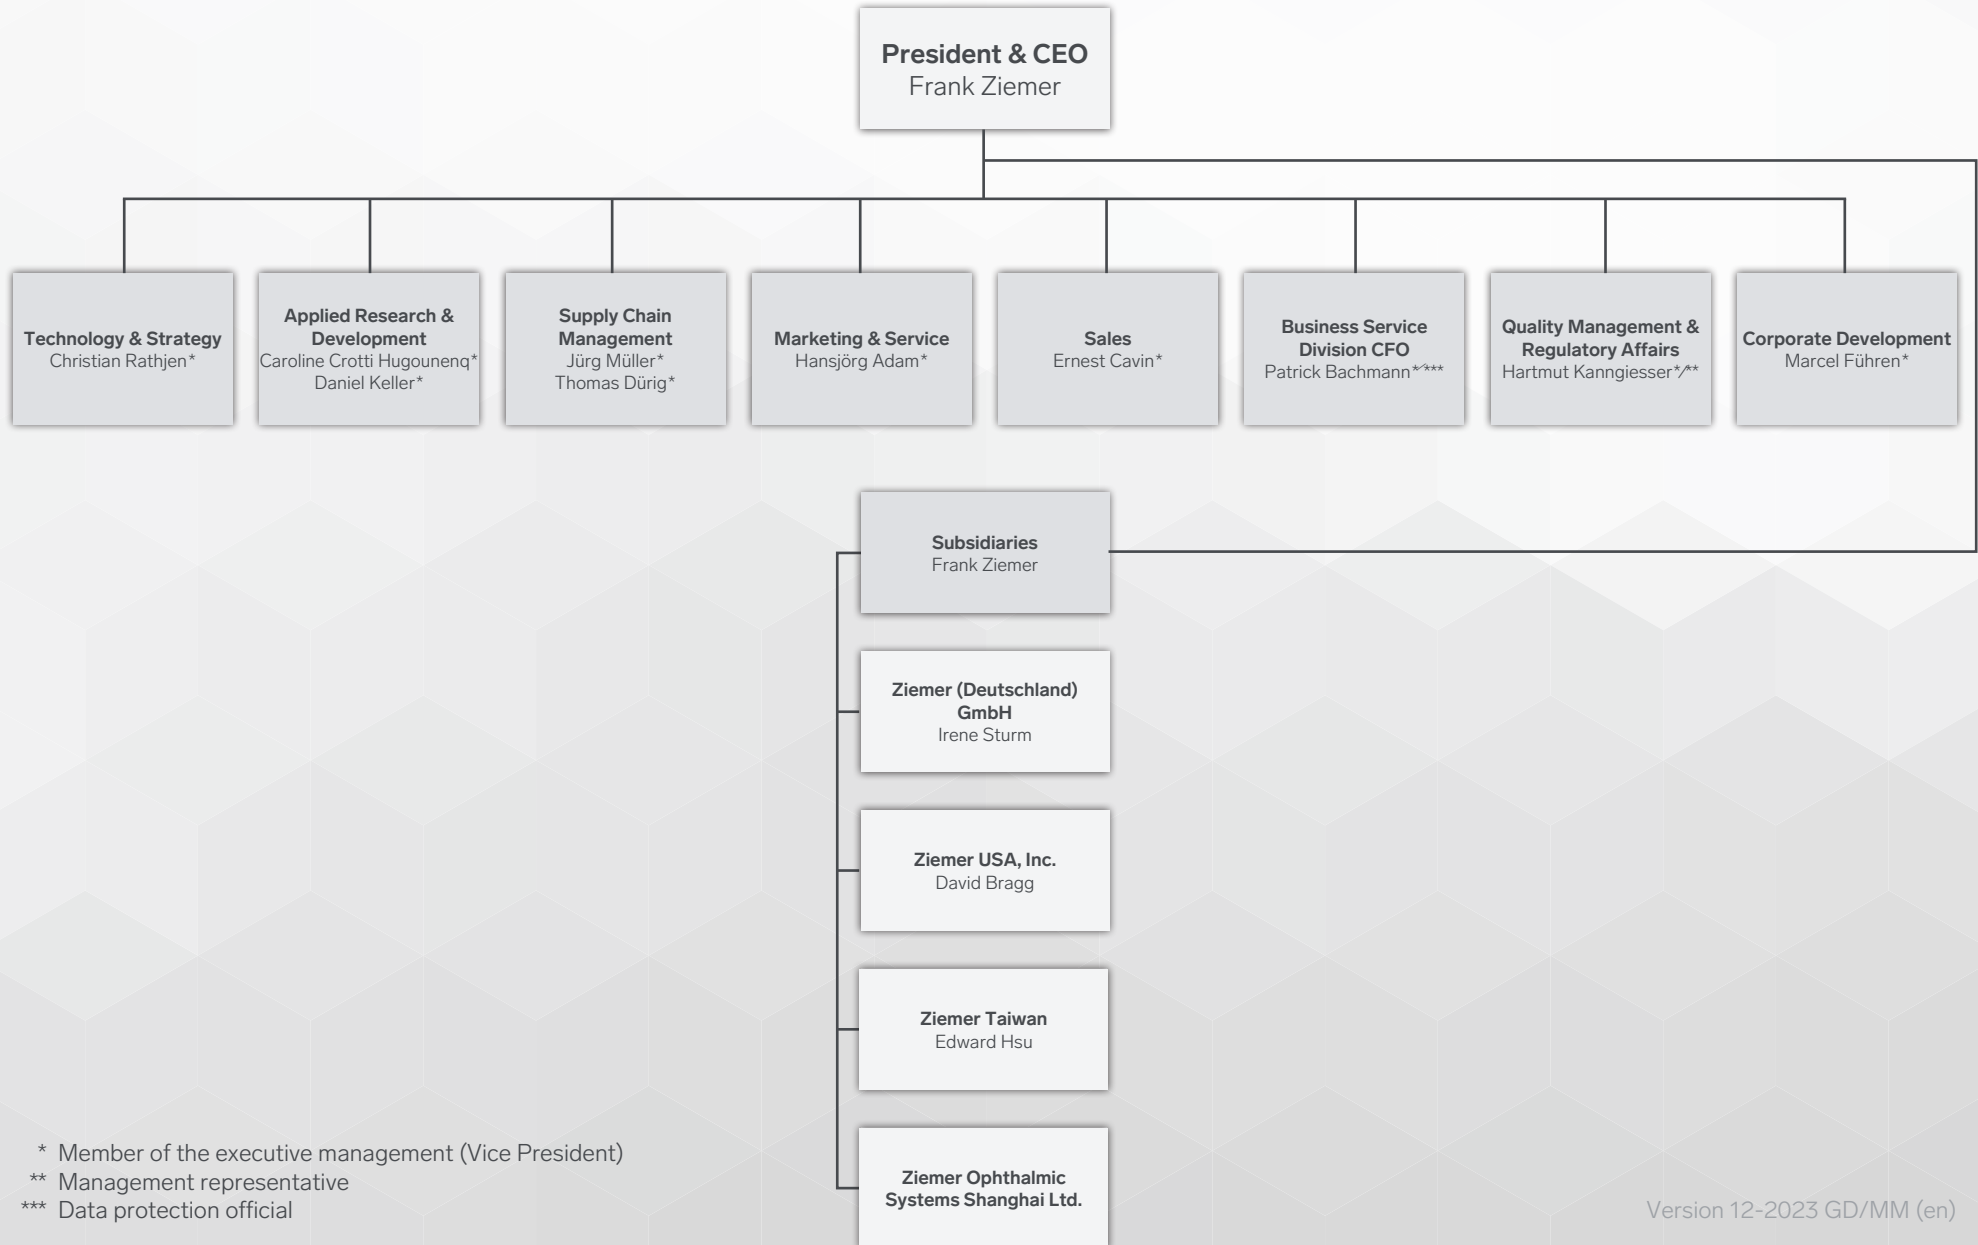 President & CEO
Frank Ziemer
Technology & Strategy
Christian Rathjen*
Applied Research &
Development
Caroline Crotti Hugounenq*
Daniel Keller*
Supply Chain
Management
Jürg Müller*
Thomas Dürig*
Marketing & Service
Hansjörg Adam*
Sales
Ernest Cavin*
Business Service
Division CFO
Patrick Bachmann*/***
Quality Management &
Regulatory Affairs
Hartmut Kanngiesser*/**
Corporate Development
Marcel Führen*
Subsidiaries
Frank Ziemer
Ziemer (Deutschland)
GmbH
Irene Sturm
Ziemer USA, Inc.
David Bragg
Ziemer Taiwan
Edward Hsu
Ziemer Ophthalmic
Systems Shanghai Ltd.
* Member of the executive management (Vice President)
** Management representative
*** Data protection official
Version 12-2023 GD/MM (en)